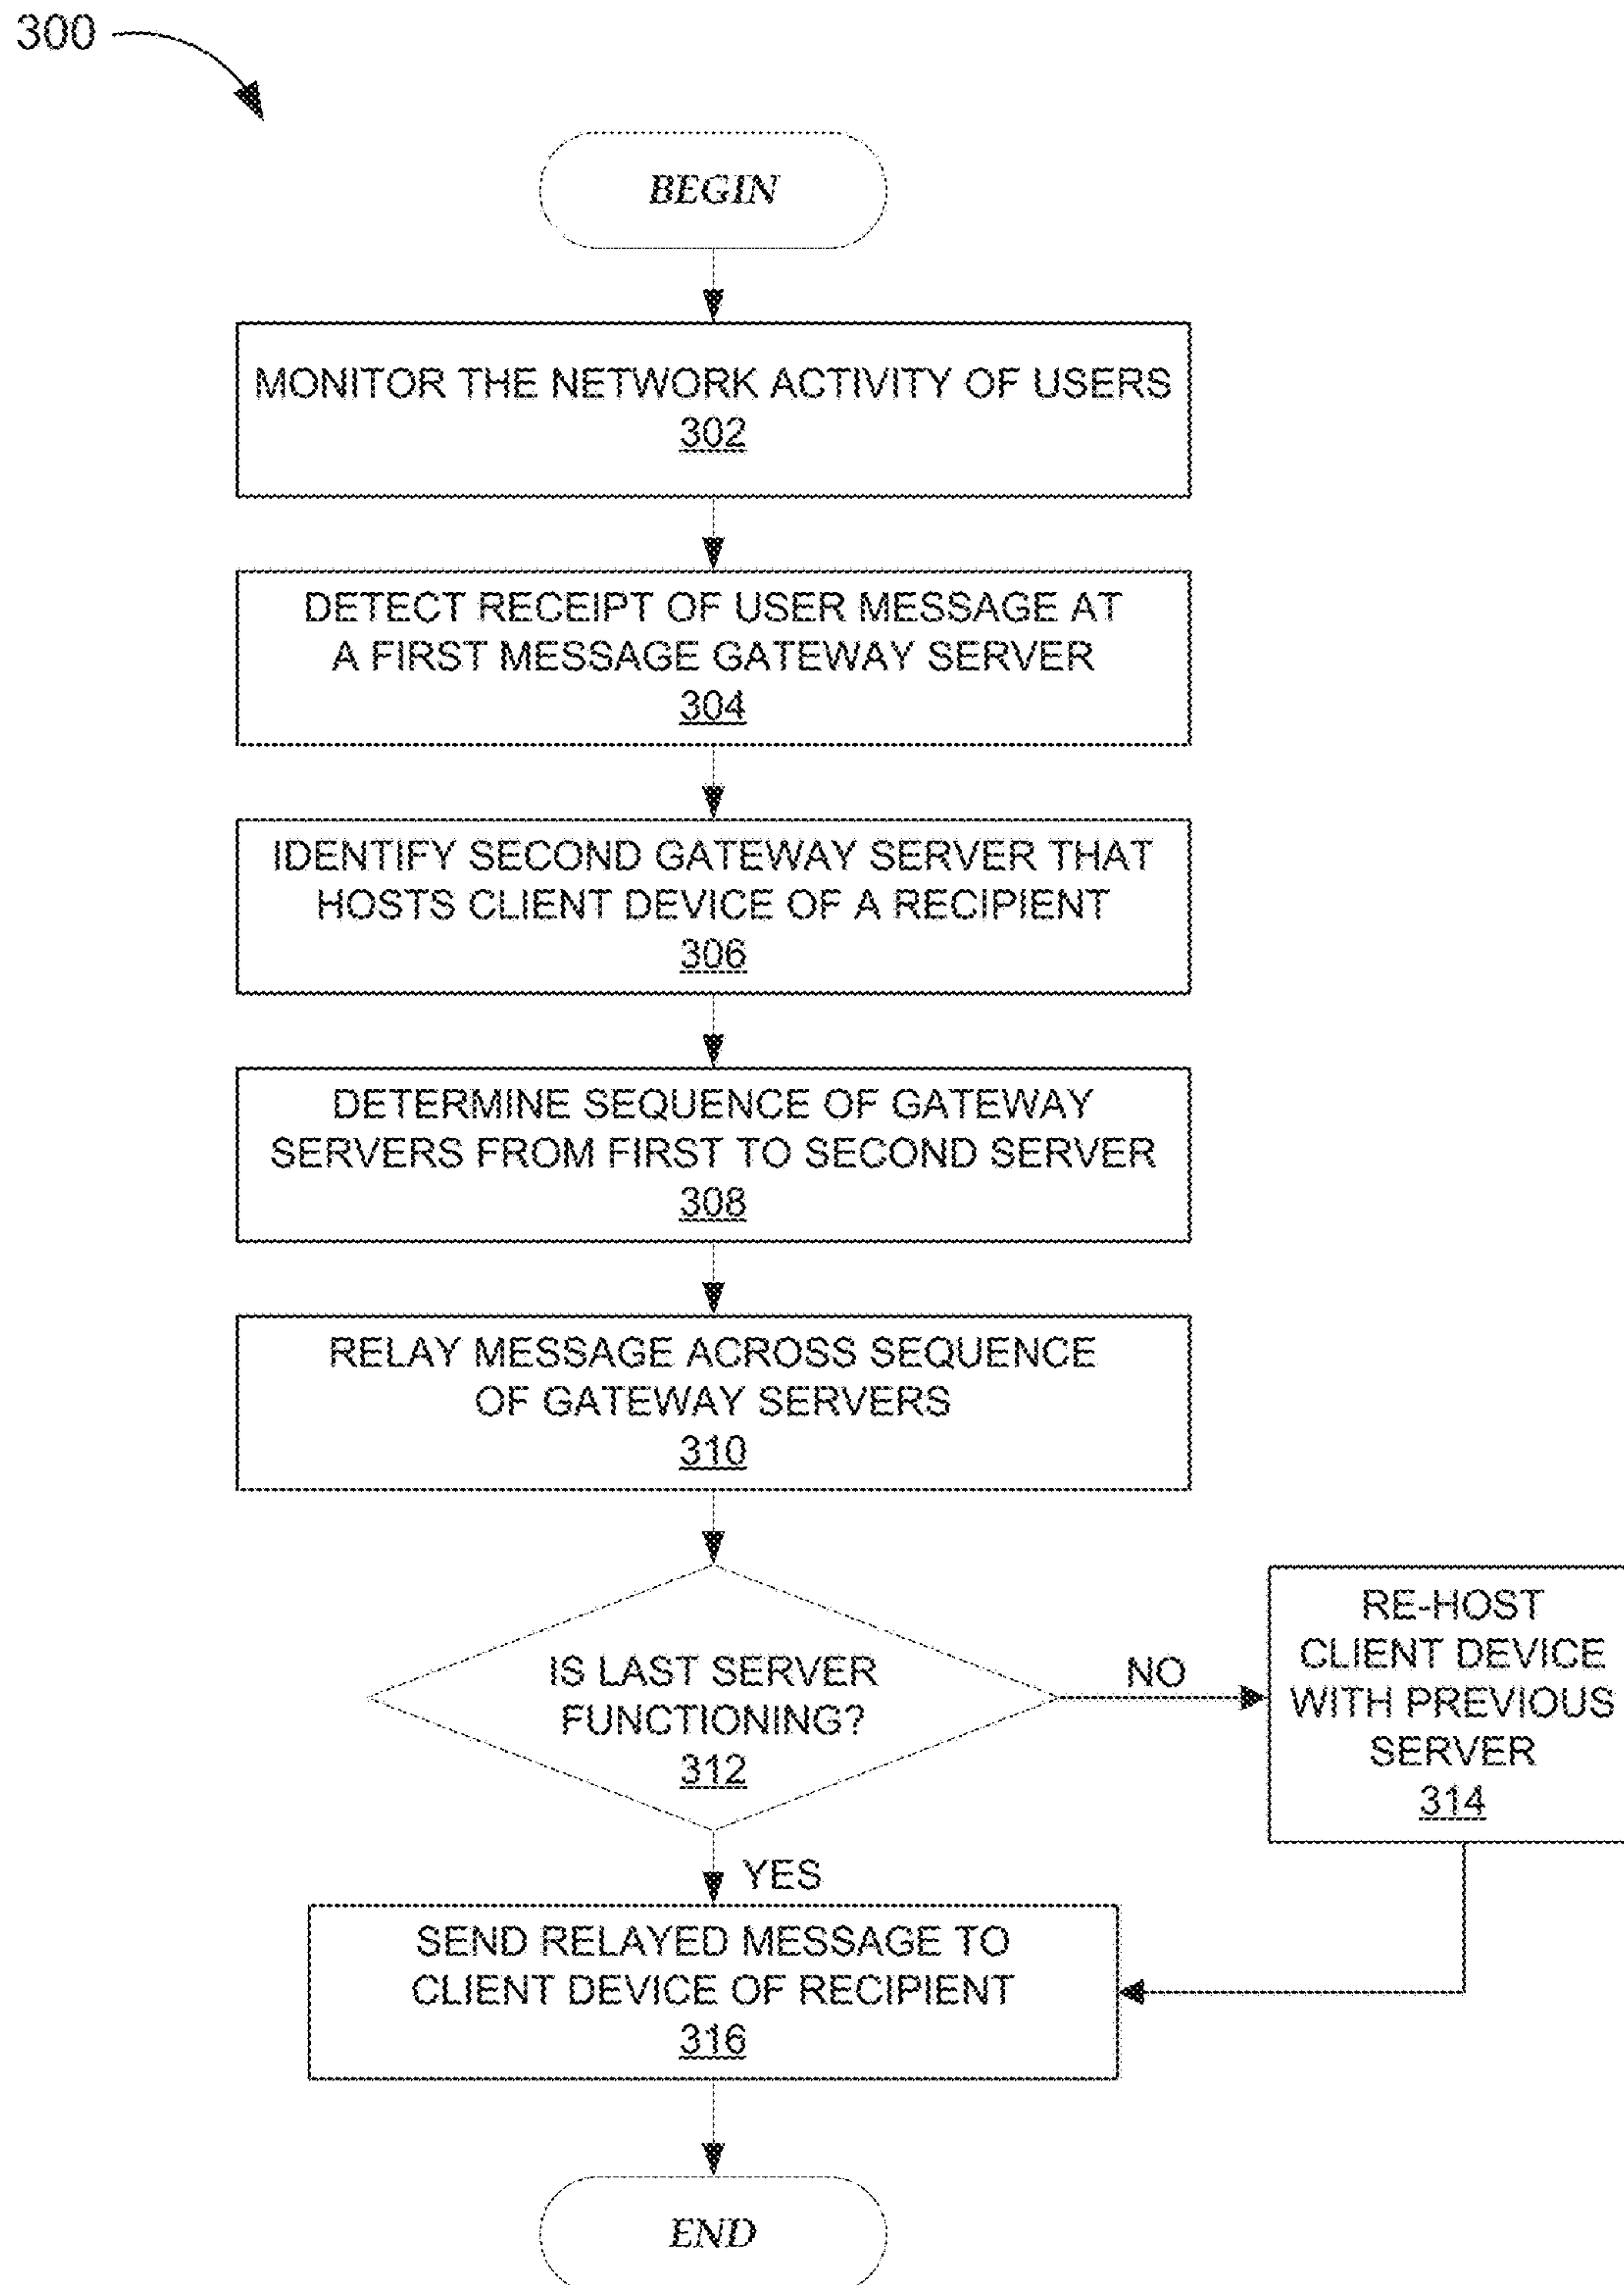 300
BEGIN
MONITOR THE NETWORK ACTIVITY OF USERS
302
DETECT RECEIPT OF USER MESSAGE AT
A FIRST MESSAGE GATEWAY SERVER
304
IDENTIFY SECOND GATEWAY SERVER THAT
HOSTS CLIENT DEVICE OF A RECIPIENT
306
DETERMINE SEQUENCE OF GATEWAY
SERVERS FROM FIRST TO SECOND SERVER
308
RELAY MESSAGE ACROSS SEQUENCE
OF GATEWAY SERVERS
310
IS LAST SERVER
FUNCTIONING?
312
NO
RE-HOST
CLIENT DEVICE
WITH PREVIOUS
SERVER
314
YES
SEND RELAYED MESSAGE TO
CLIENT DEVICE OF RECIPIENT
316
END